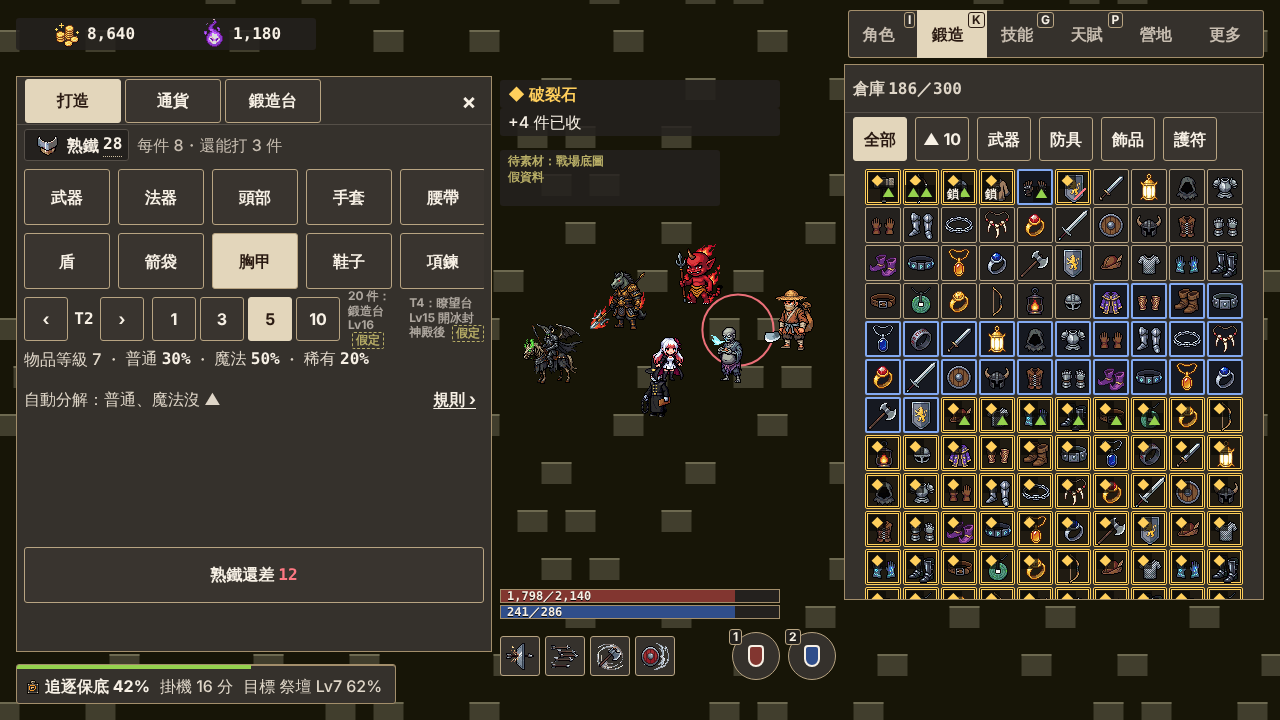 8,640
1,180
角色 I
鍛造 K
技能 G
天賦 P
營地
更多
打造
通貨
鍛造台
×
熟鐵 28
每件 8・還能打 3 件
武器
法器
頭部
手套
腰帶
盾
箭袋
胸甲
鞋子
項鍊
‹
T2
›
1
3
5
10
20 件：
鍛造台
Lv16
假定
T4：瞭望台
Lv15 開冰封
神殿後 假定
物品等級 7 ・ 普通 30%・ 魔法 50%・ 稀有 20%
自動分解：普通、魔法沒 ▲
規則 ›
熟鐵還差 12
追逐保底 42% 掛機 16 分 目標 祭壇 Lv7 62%
◆ 破裂石
+4 件已收
待素材：戰場底圖
假資料
1,798／2,140
241／286
1
2
倉庫 186／300
全部
▲ 10
武器
防具
飾品
護符
鎖
鎖